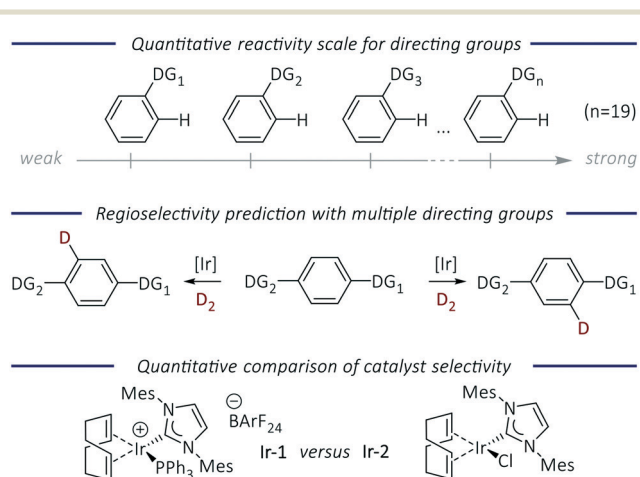 Quantitative reactivity scale for directing groups
DG1 DG2 DG3 DGn
H H H ... H (n=19)
weak strong
Regioselectivity prediction with multiple directing groups
D
[Ir] [Ir]
DG2 DG1 DG2 DG1 DG2 DG1
D2 D2
D
Quantitative comparison of catalyst selectivity
Mes Mes
N N ⊖ N N
⊕ BArF24
Ir Ir-1 versus Ir-2 Ir
PPh3 Mes Cl Mes